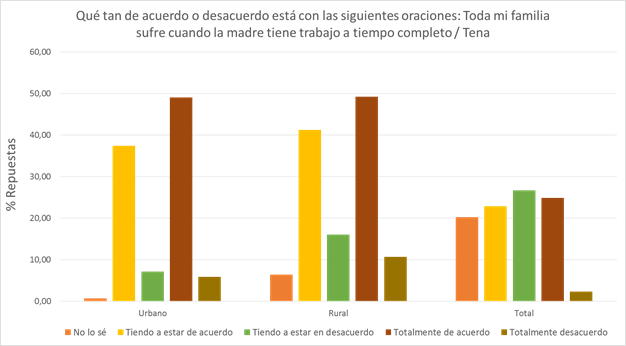 Qué tan de acuerdo o desacuerdo está con las siguientes oraciones: Toda mi familia
sufre cuando la madre tiene trabajo a tiempo completo / Tena
% Repuestas
60,00
50,00
40,00
30,00
20,00
10,00
0,00
Urbano Rural Total
No lo sé Tiendo a estar de acuerdo Tiendo a estar en desacuerdo Totalmente de acuerdo Totalmente desacuerdo